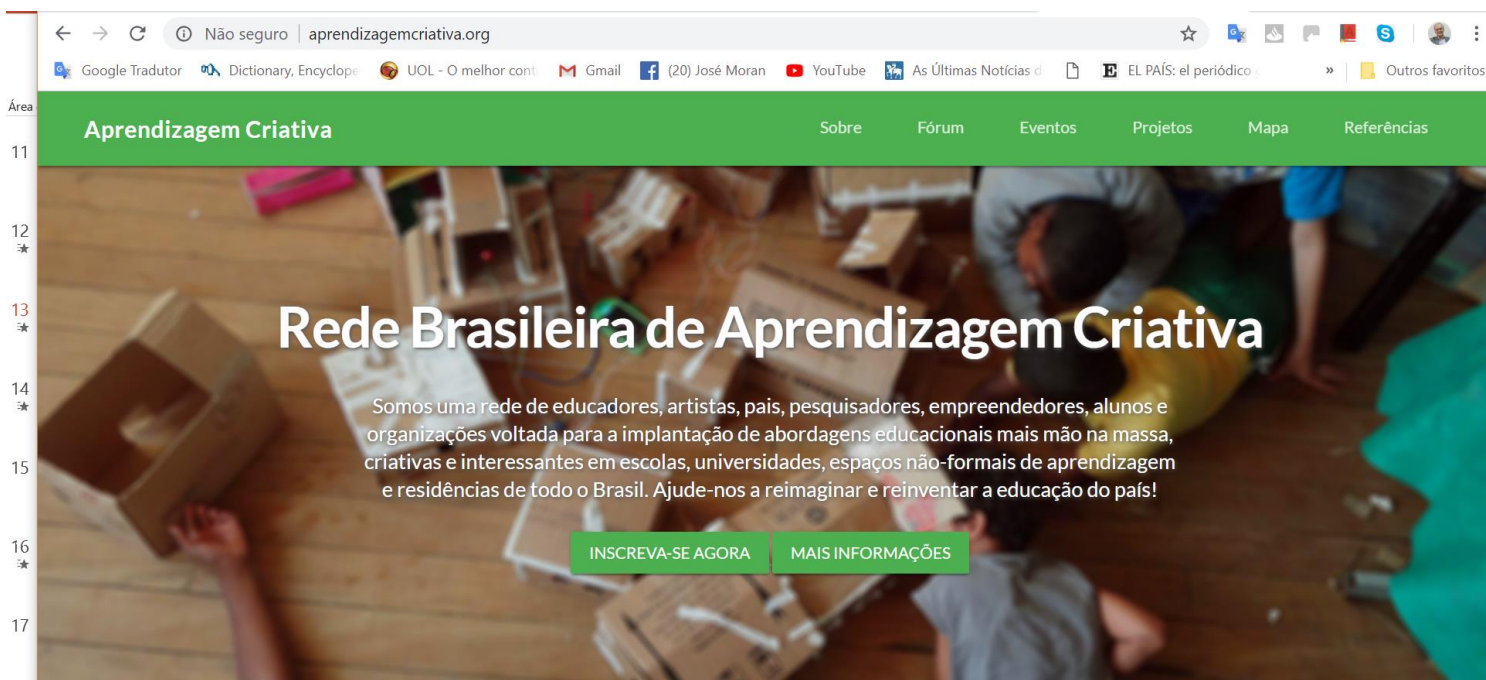 Não seguro | aprendizagemcriativa.org
Google Tradutor Dictionary, Encyclope UOL - O melhor cont Gmail (20) José Moran YouTube As Últimas Notícias d EL PAÍS: el periódico » Outros favoritos
Área
Aprendizagem Criativa Sobre Fórum Eventos Projetos Mapa Referências
11
12
13
Rede Brasileira de Aprendizagem Criativa
14
Somos uma rede de educadores, artistas, pais, pesquisadores, empreendedores, alunos e
organizações voltada para a implantação de abordagens educacionais mais mão na massa,
15
criativas e interessantes em escolas, universidades, espaços não-formais de aprendizagem
e residências de todo o Brasil. Ajude-nos a reimaginar e reinventar a educação do país!
16
INSCREVA-SE AGORA MAIS INFORMAÇÕES
17